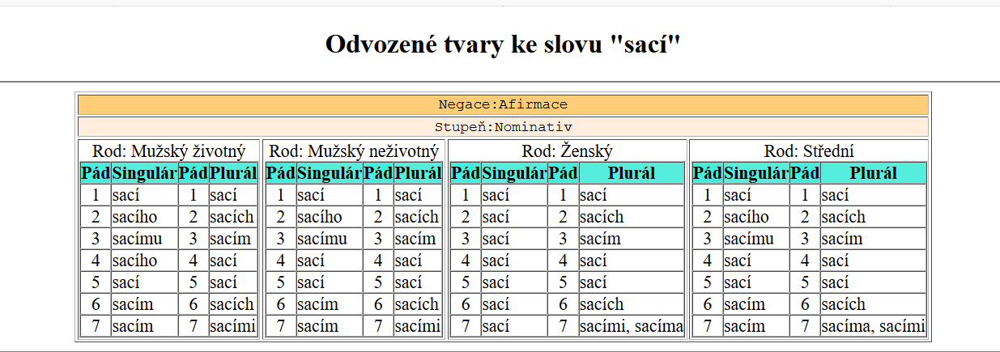 Odvozené tvary ke slovu "sací"
Negace:Afirmace
Stupeň:Nominativ
Rod: Mužský životný Rod: Mužský neživotný Rod: Ženský Rod: Střední
Pád Singulár Pád Plurál Pád Singulár Pád Plurál Pád Singulár Pád Plurál Pád Singulár Pád Plurál
1 sací 1 sací 1 sací 1 sací 1 sací 1 sací 1 sací 1 sací
2 sacího 2 sacích 2 sacího 2 sacích 2 sací 2 sacích 2 sacího 2 sacích
3 sacímu 3 sacím 3 sacímu 3 sacím 3 sací 3 sacím 3 sacímu 3 sacím
4 sacího 4 sací 4 sací 4 sací 4 sací 4 sací 4 sací 4 sací
5 sací 5 sací 5 sací 5 sací 5 sací 5 sací 5 sací 5 sací
6 sacím 6 sacích 6 sacím 6 sacích 6 sací 6 sacích 6 sacím 6 sacích
7 sacím 7 sacími 7 sacím 7 sacími 7 sací 7 sacími, sacíma 7 sacím 7 sacíma, sacími